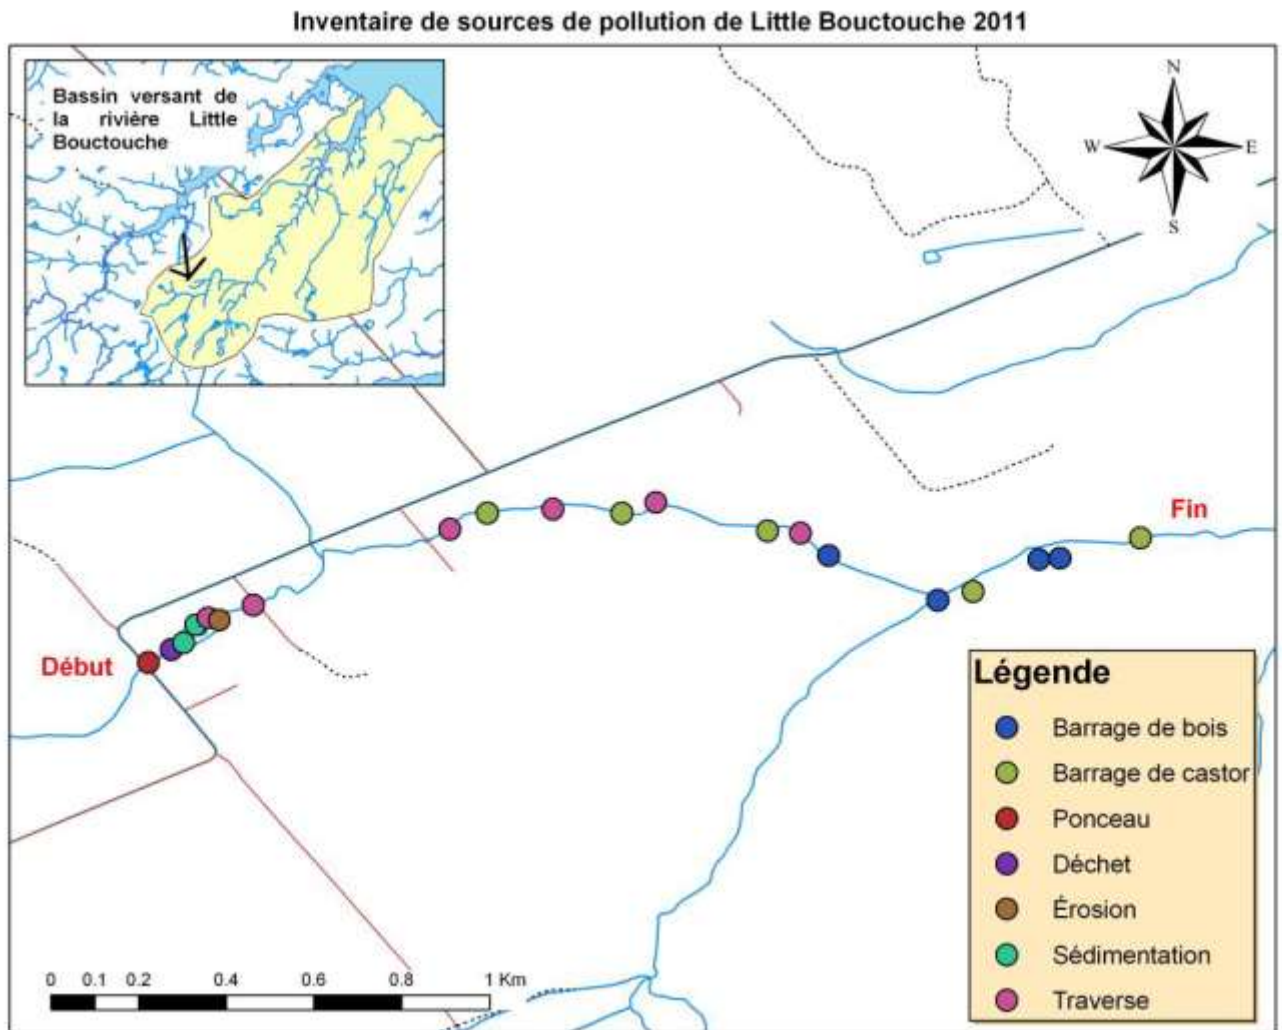 Inventaire de sources de pollution de Little Bouctouche 2011
Bassin versant de
la rivière Little
Bouctouche
N
W
E
S
Fin
Début
Légende
Barrage de bois
Barrage de castor
Ponceau
Déchet
Érosion
Sédimentation
Traverse
0 0.1 0.2 0.4 0.6 0.8 1 Km